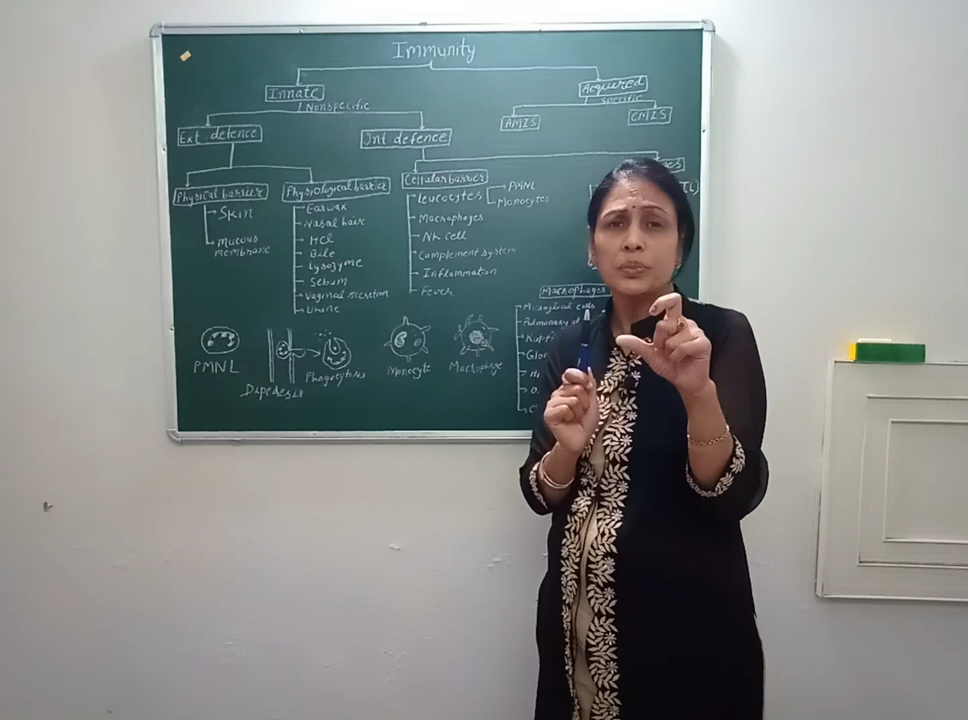 Immunity
Innate
Acquired
Nonspecific
specific
AMIS
CMIS
Ext. defence
Int defence
Physical barrier
Physiological barrier
Cellular barrier
Skin
mucous
membrane
Earwax
Nasal hair
HCl
Bile
Lysozyme
Sebum
Vaginal secretion
Urine
Leucocytes
PMNL
Monocytes
Macrophages
NK cell
Complement system
Inflammation
Fever
Macrophages
Microglial cells
Pulmonary
PMNL
Dipedesis
Phagocytosis
Monocyte
Macrophage